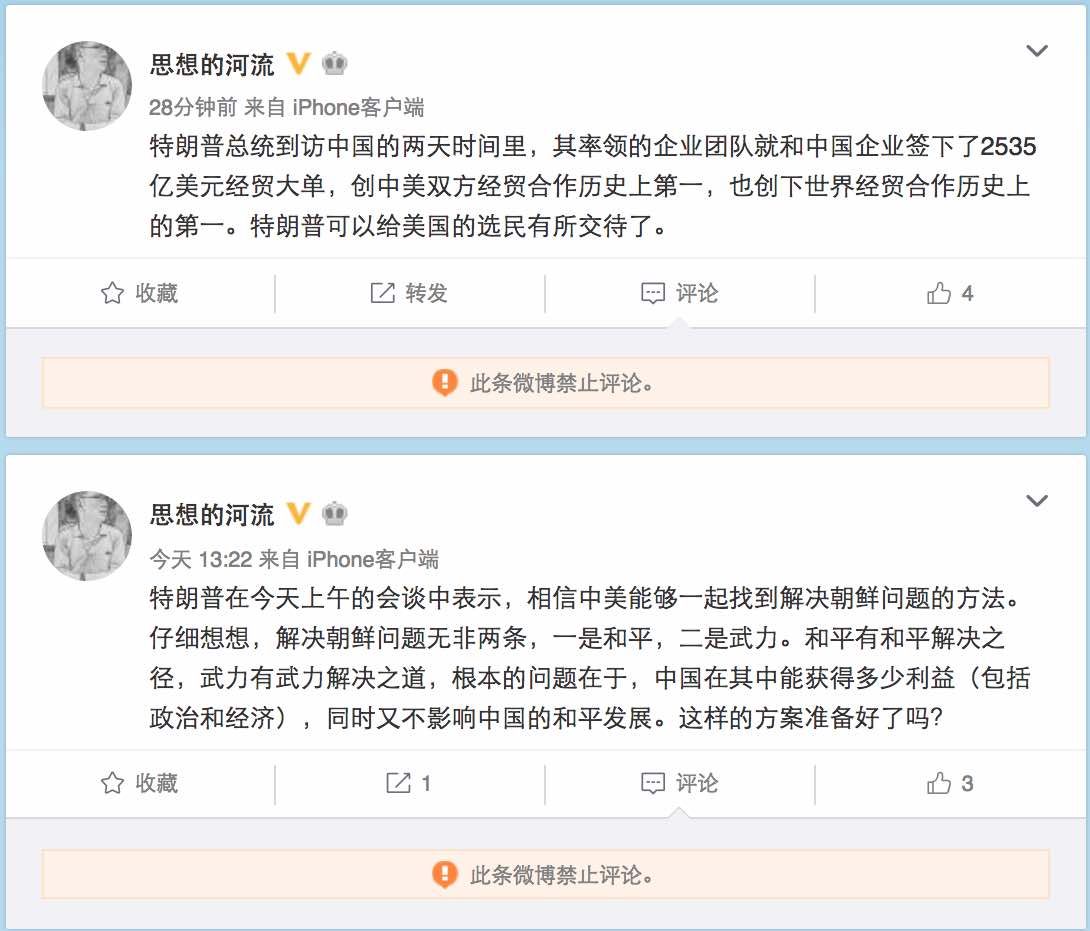 思想的河流
28分钟前 来自 iPhone客户端
特朗普总统到访中国的两天时间里，其率领的企业团队就和中国企业签下了2535
亿美元经贸大单，创中美双方经贸合作历史上第一，也创下世界经贸合作历史上
的第一。特朗普可以给美国的选民有所交待了。
收藏 转发 评论 4
此条微博禁止评论。
思想的河流
今天 13:22 来自 iPhone客户端
特朗普在今天上午的会谈中表示，相信中美能够一起找到解决朝鲜问题的方法。
仔细想想，解决朝鲜问题无非两条，一是和平，二是武力。和平有和平解决之
径，武力有武力解决之道，根本的问题在于，中国在其中能获得多少利益（包括
政治和经济），同时又不影响中国的和平发展。这样的方案准备好了吗？
收藏 1 评论 3
此条微博禁止评论。